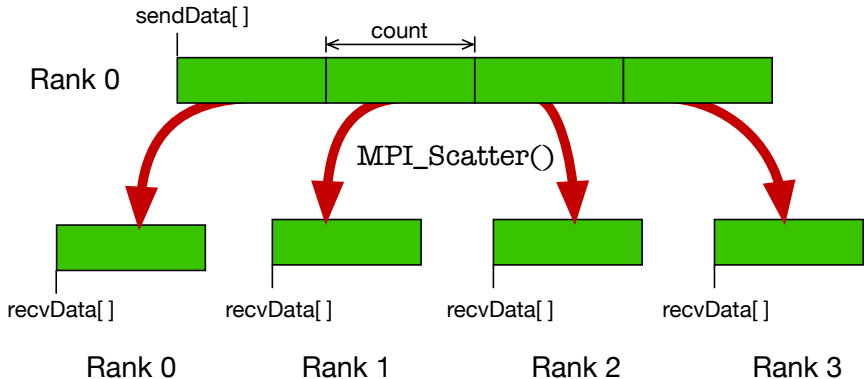 sendData[ ]
count
Rank 0
MPI_Scatter()
recvData[ ]
recvData[ ]
recvData[ ]
recvData[ ]
Rank 0
Rank 1
Rank 2
Rank 3